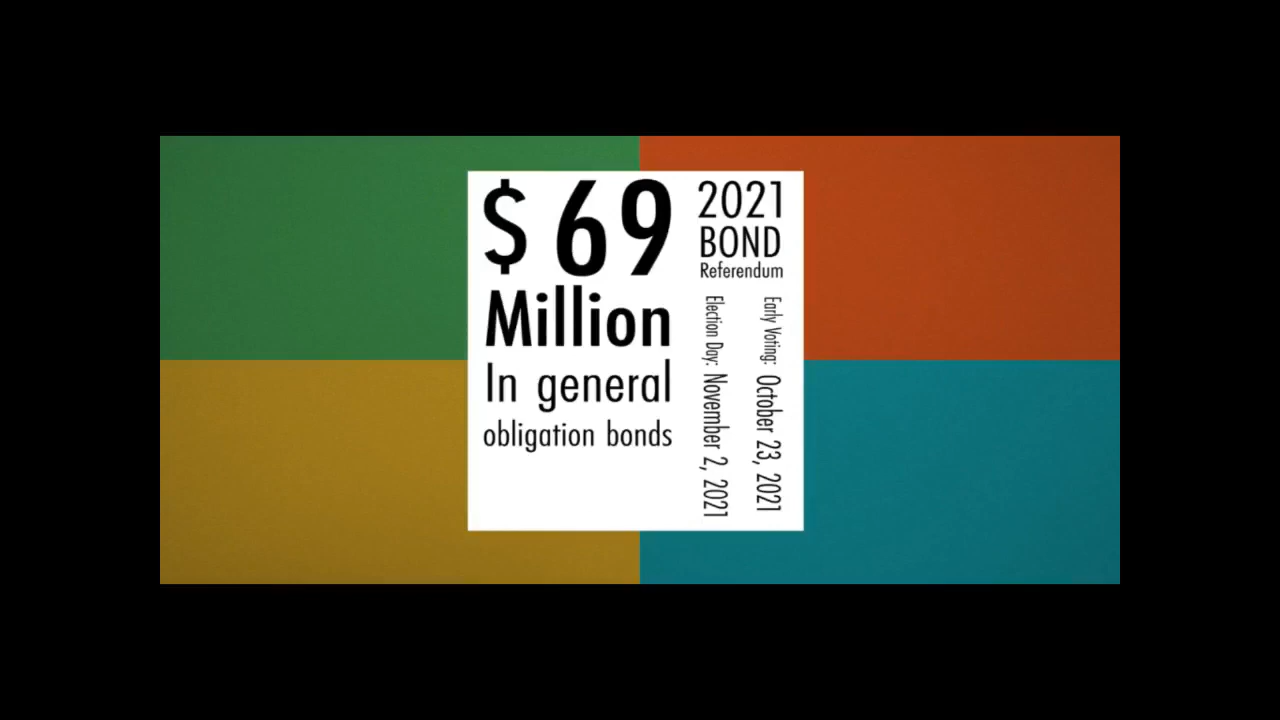 $ 69
Million
In general
obligation bonds
2021
BOND
Referendum
Early Voting: October 23, 2021
Election Day: November 2, 2021